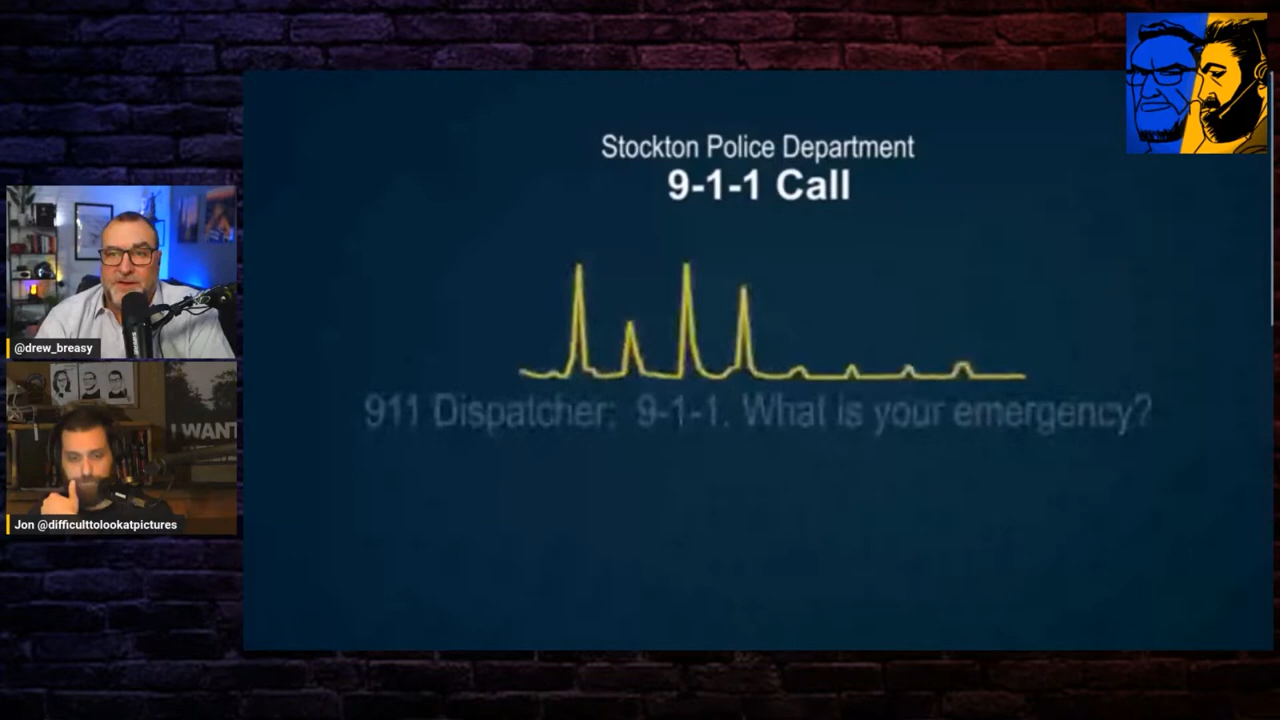 Stockton Police Department
9-1-1 Call
911 Dispatcher: 9-1-1. What is your emergency?
@drew_breasy
I WANT
Jon @difficulttolookatpictures